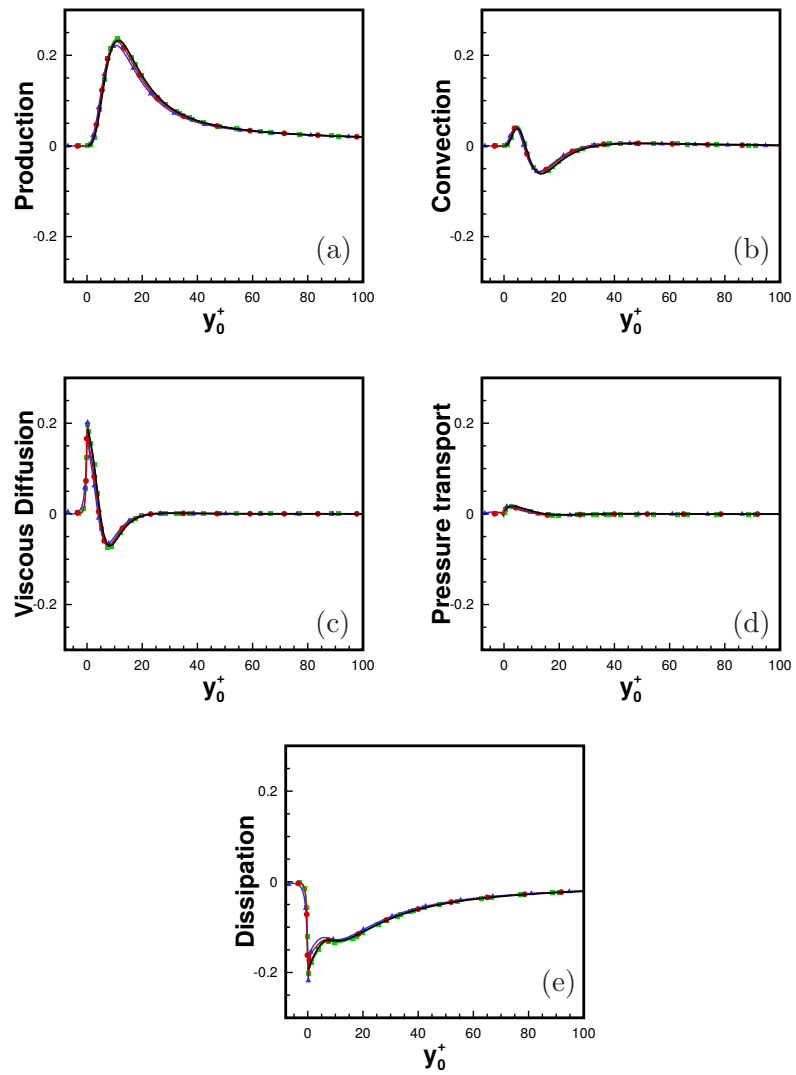 0.2
0
-0.2
0 20 40 60 80 100
Production
y₀⁺
(a)
0.2
0
-0.2
0 20 40 60 80 100
Convection
y₀⁺
(b)
0.2
0
-0.2
0 20 40 60 80 100
Viscous Diffusion
y₀⁺
(c)
0.2
0
-0.2
0 20 40 60 80 100
Pressure transport
y₀⁺
(d)
0.2
0
-0.2
0 20 40 60 80 100
Dissipation
y₀⁺
(e)